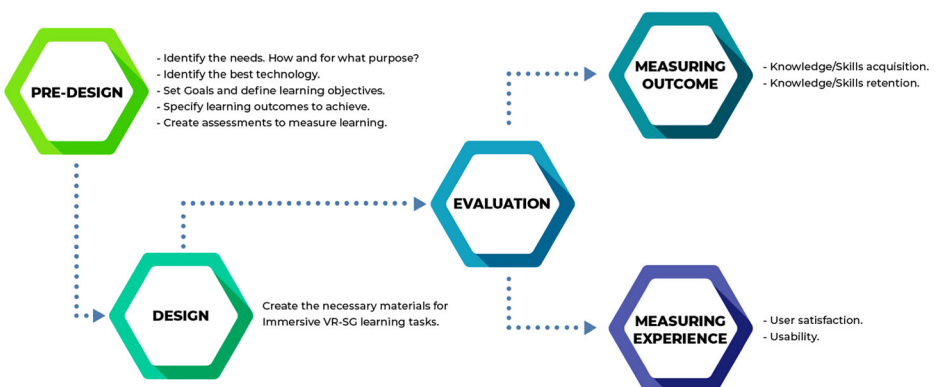 PRE-DESIGN
- Identify the needs. How and for what purpose?
- Identify the best technology.
- Set Goals and define learning objectives.
- Specify learning outcomes to achieve.
- Create assessments to measure learning.
DESIGN
Create the necessary materials for
Immersive VR-SG learning tasks.
EVALUATION
MEASURING
OUTCOME
- Knowledge/Skills acquisition.
- Knowledge/Skills retention.
MEASURING
EXPERIENCE
- User satisfaction.
- Usability.